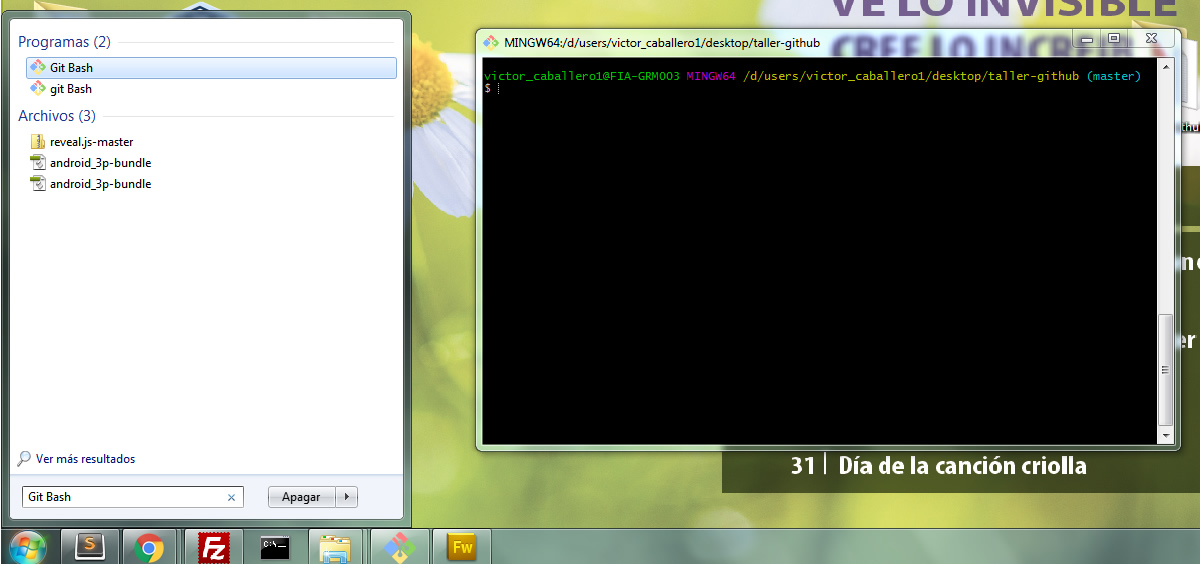 VE LO INVISIBLE
CREE LO INCREIB
Programas (2)
Git Bash
git Bash
Archivos (3)
reveal.js-master
android_3p-bundle
android_3p-bundle
Ver más resultados
Git Bash
Apagar
MINGW64:/d/users/victor_caballero1/desktop/taller-github
victor_caballero1@FIA-GRM003 MINGW64 /d/users/victor_caballero1/desktop/taller-github (master)
$
31 | Día de la canción criolla
S
Fz
C:\_
Fw